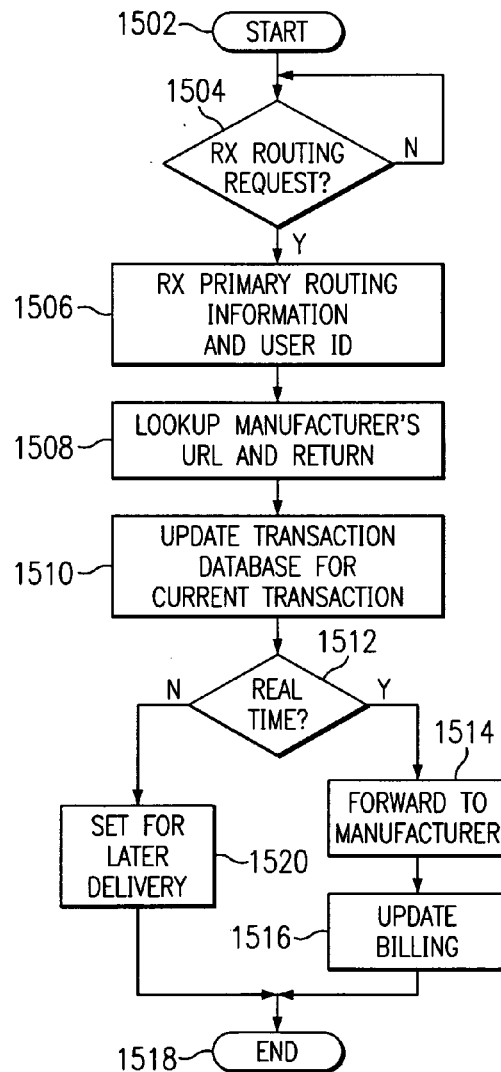 1502
START
1504
RX ROUTING
REQUEST?
N
Y
1506
RX PRIMARY ROUTING
INFORMATION
AND USER ID
1508
LOOKUP MANUFACTURER'S
URL AND RETURN
1510
UPDATE TRANSACTION
DATABASE FOR
CURRENT TRANSACTION
1512
N
REAL
TIME?
Y
1514
FORWARD TO
MANUFACTURER
SET FOR
LATER
DELIVERY
1520
1516
UPDATE
BILLING
1518
END